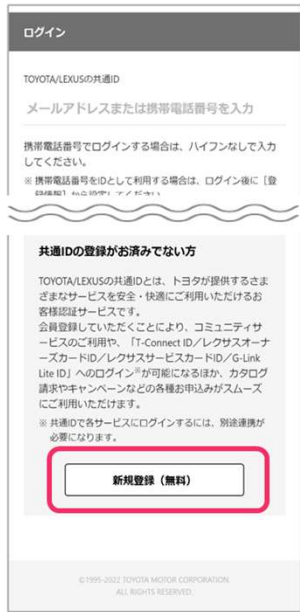 ログイン
TOYOTA/LEXUSの共通ID
メールアドレスまたは携帯電話番号を入力
携帯電話番号でログインする場合は、ハイフンなしで入力
してください。
※ 携帯電話番号をIDとして利用する場合は、ログイン後に［登
共通IDの登録がお済みでない方
TOYOTA/LEXUSの共通IDとは、トヨタが提供するさま
ざまなサービスを安全・快適にご利用いただけるお
客様認証サービスです。
会員登録していただくことにより、コミュニティサ
ービスのご利用や、「T-Connect ID／レクサスオーナ
ーズカードID／レクサスサービスカードID／G-Link
Lite ID」へのログイン※が可能になるほか、カタログ
請求やキャンペーンなどの各種お申込みがスムーズ
にご利用いただけます。
※ 共通IDで各サービスにログインするには、別途連携が
必要になります。
新規登録（無料）
© 1995-2022 TOYOTA MOTOR CORPORATION.
ALL RIGHTS RESERVED.